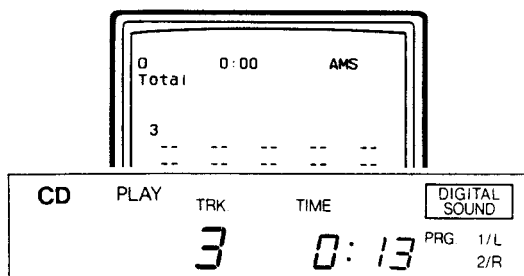 0 0:00 AMS
Total
3
-- -- -- -- --
-- -- -- -- --
CD PLAY TRK. TIME DIGITAL SOUND
3 0:13 PRG. 1/L
2/R